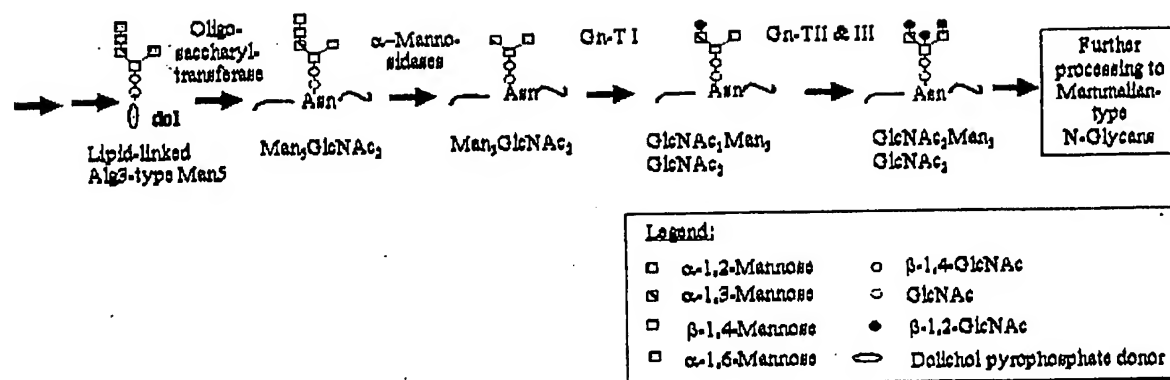 Oligo-
saccharyl-
transferase
α-Manno-
sidases
Gn-T I
Gn-TII & III
Further
processing to
Mammalian-
type
N-Glycans
dol
Asn
Asn
Asn
Asn
Lipid-linked
Alg3-type Man5
Man₅GlcNAc₂
Man₃GlcNAc₂
GlcNAc₁Man₃
GlcNAc₂
GlcNAc₂
Legend:
α-1,2-Mannose
β-1,4-GlcNAc
α-1,3-Mannose
GlcNAc
β-1,4-Mannose
β-1,2-GlcNAc
α-1,6-Mannose
Dolichol pyrophosphate donor